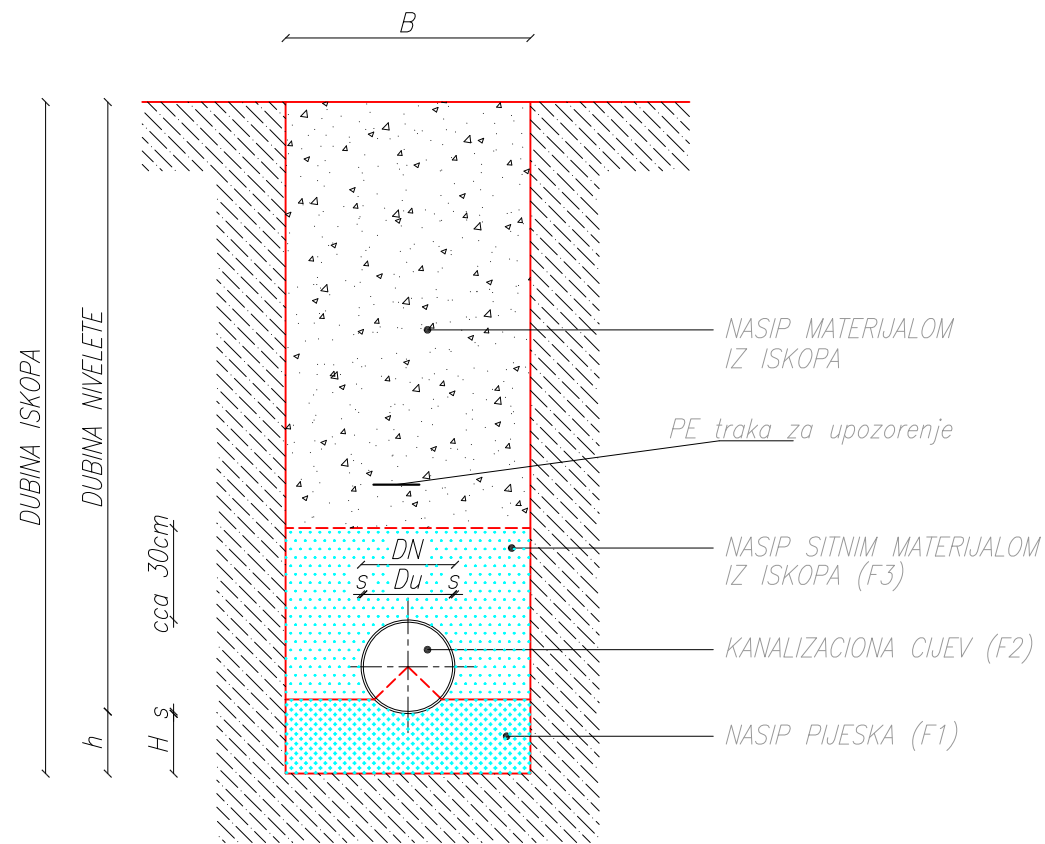 B
DUBINA ISKOPA
DUBINA NIVELETE
NASIP MATERIJALOM
IZ ISKOPA
PE traka za upozorenje
cca 30cm
DN
s Du s
NASIP SITNIM MATERIJALOM
IZ ISKOPA (F3)
KANALIZACIONA CIJEV (F2)
h
H s
NASIP PIJESKA (F1)